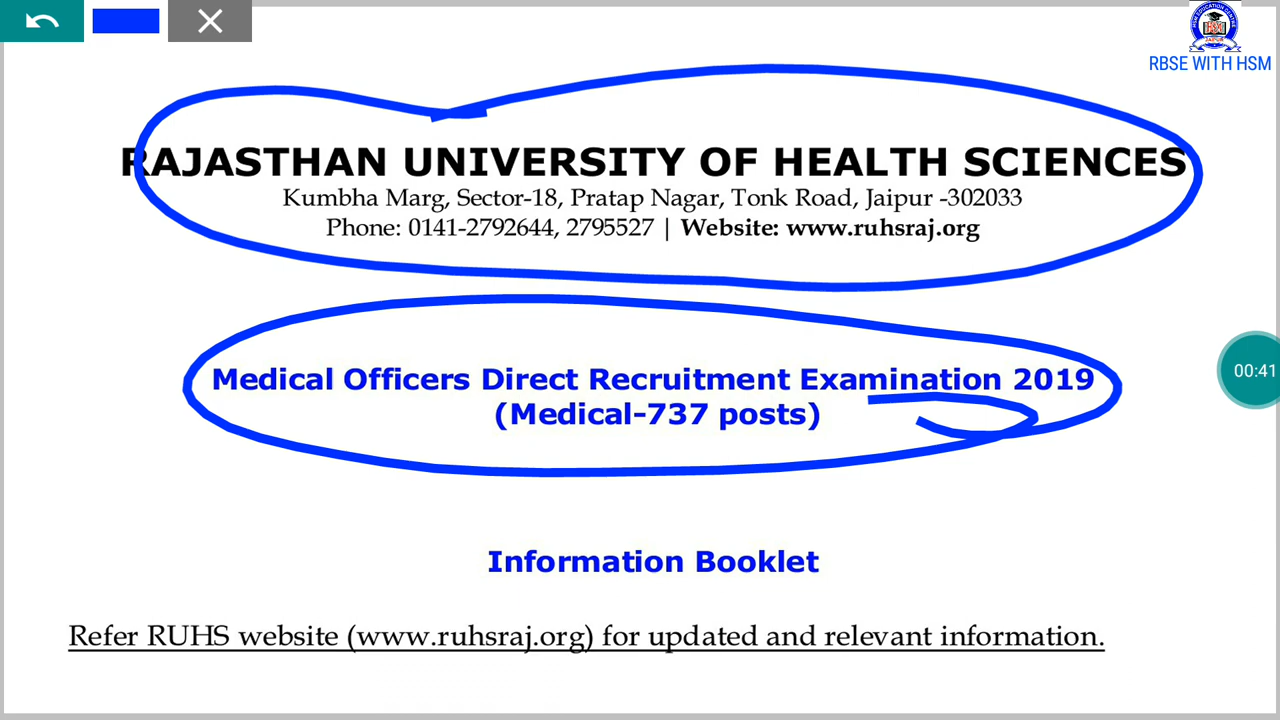 RBSE WITH HSM
RAJASTHAN UNIVERSITY OF HEALTH SCIENCES
Kumbha Marg, Sector-18, Pratap Nagar, Tonk Road, Jaipur -302033
Phone: 0141-2792644, 2795527 | Website: www.ruhsraj.org
Medical Officers Direct Recruitment Examination 2019
(Medical-737 posts)
00:41
Information Booklet
Refer RUHS website (www.ruhsraj.org) for updated and relevant information.